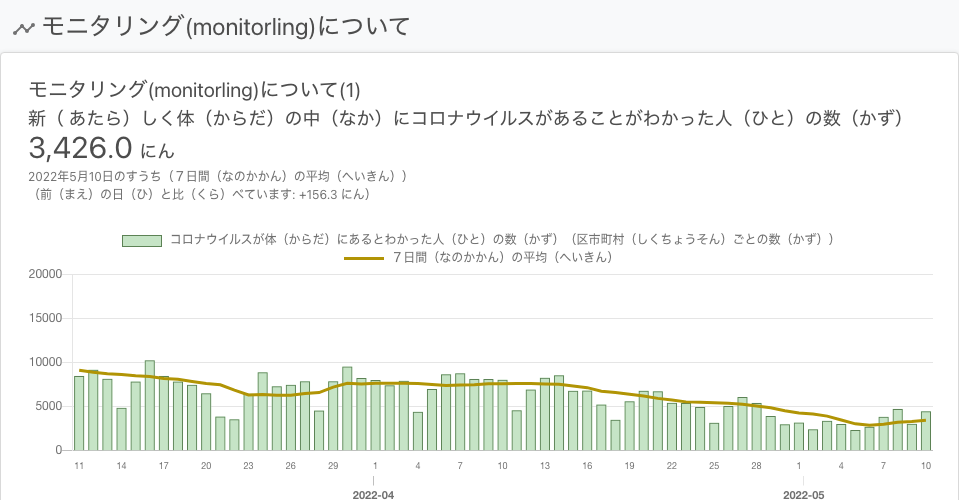 モニタリング(monitorling)について
モニタリング(monitorling)について(1)
新（ あたら）しく体（からだ）の中（なか）にコロナウイルスがあることがわかった人（ひと）の数（かず）
3,426.0 にん
2022年5月10日のすうち（７日間（なのかかん）の平均（へいきん））
（前（まえ）の日（ひ）と比（くら）べています: +156.3 にん）
コロナウイルスが体（からだ）にあるとわかった人（ひと）の数（かず）（区市町村（しくちょうそん）ごとの数（かず））
７日間（なのかかん）の平均（へいきん）
20000
15000
10000
5000
0
11 14 17 20 23 26 29 1 4 7 10 13 16 19 22 25 28 1 4 7 10
2022-04 2022-05